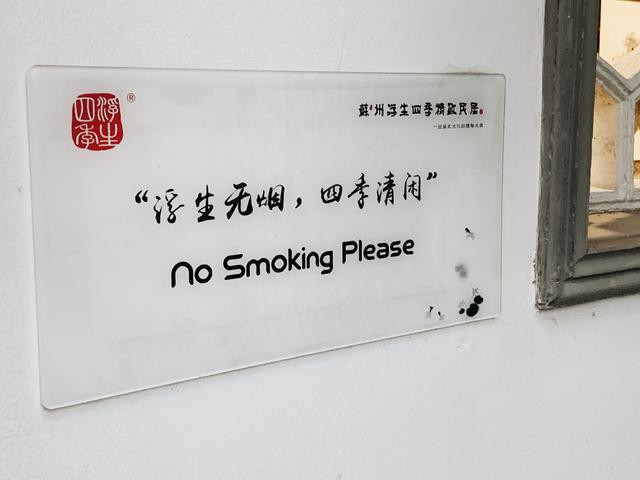 浮生四季
®
蘇州浮生四季精致民居
“浮生无烟，四季清闲”
No Smoking Please